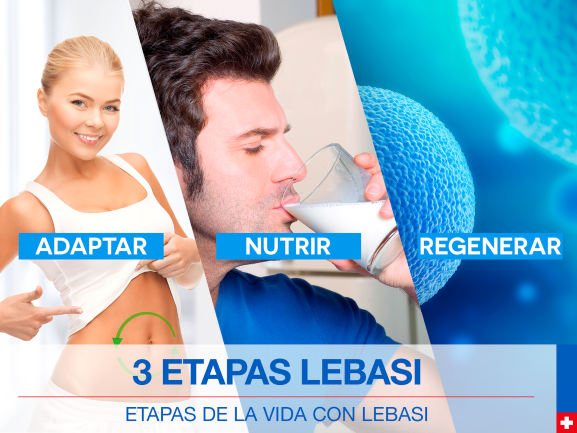 ADAPTAR
NUTRIR
REGENERAR
3 ETAPAS LEBASI
ETAPAS DE LA VIDA CON LEBASI